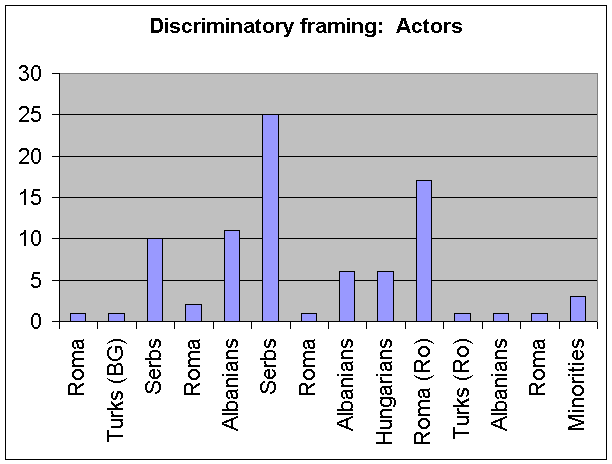 Discriminatory framing:  Actors
30
25
20
15
10
5
0
Roma
Turks (BG)
Serbs
Roma
Albanians
Serbs
Roma
Albanians
Hungarians
Roma (Ro)
Turks (Ro)
Albanians
Roma
Minorities